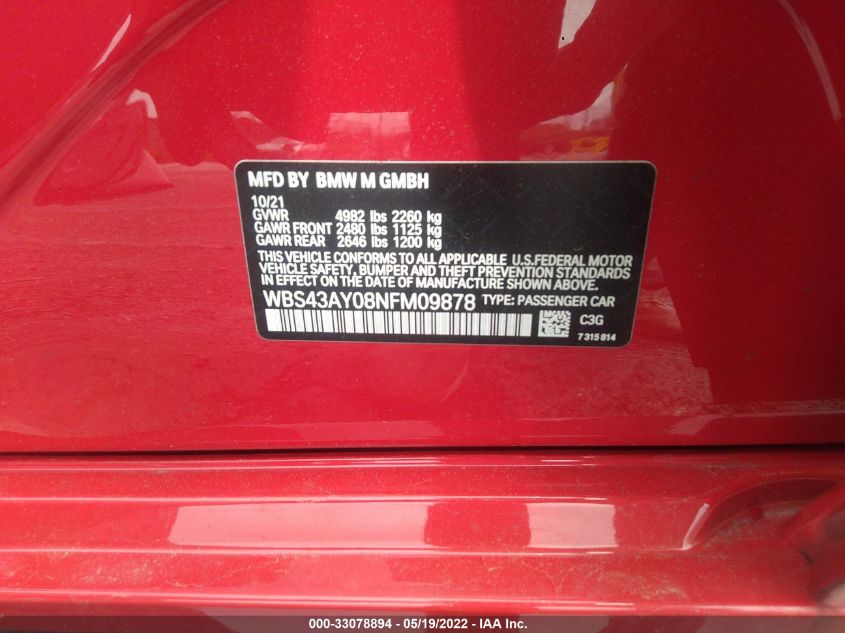 MFD BY BMW M GMBH
10/21
GVWR 4982 lbs 2260 kg
GAWR FRONT 2480 lbs 1125 kg
GAWR REAR 2646 lbs 1200 kg
THIS VEHICLE CONFORMS TO ALL APPLICABLE U.S.FEDERAL MOTOR
VEHICLE SAFETY, BUMPER AND THEFT PREVENTION STANDARDS
IN EFFECT ON THE DATE OF MANUFACTURE SHOWN ABOVE.
WBS43AY08NFM09878 TYPE: PASSENGER CAR
C3G
7315814
000-33078894 - 05/19/2022 - IAA Inc.